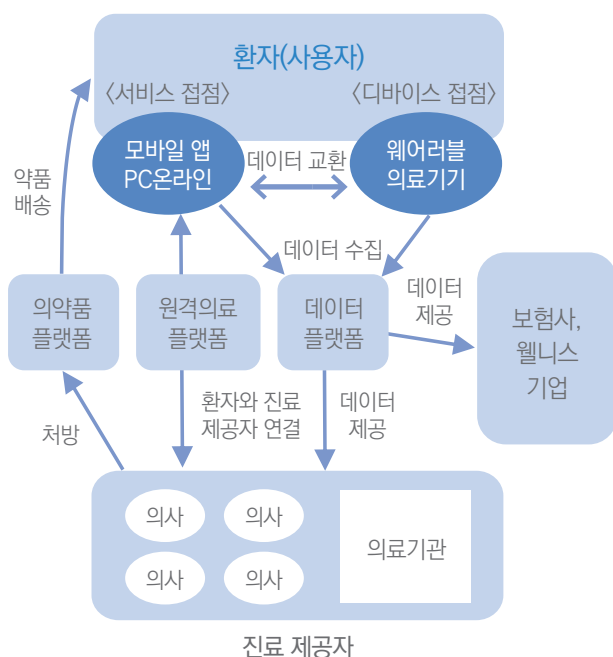 환자(사용자)
〈서비스 접점〉
〈디바이스 접점〉
모바일 앱
PC온라인
데이터 교환
웨어러블
의료기기
약품
배송
데이터 수집
의약품
플랫폼
원격의료
플랫폼
데이터
플랫폼
데이터
제공
보험사,
웰니스
기업
처방
환자와 진료
제공자 연결
데이터
제공
의사
의사
의사
의사
의료기관
진료 제공자